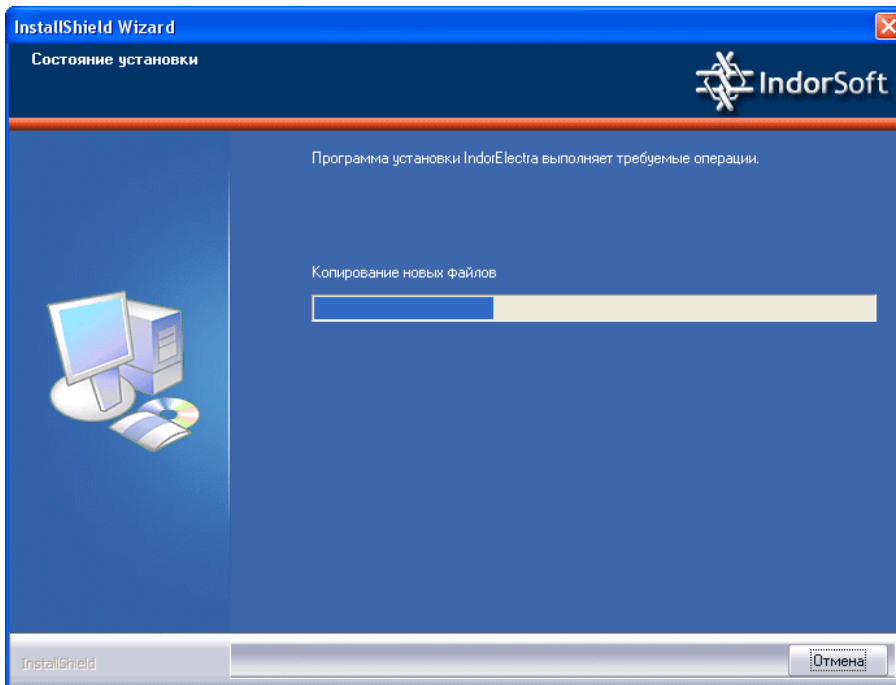 InstallShield Wizard
Состояние установки
IndorSoft
Программа установки IndorElectra выполняет требуемые операции.
Копирование новых файлов
InstallShield
Отмена